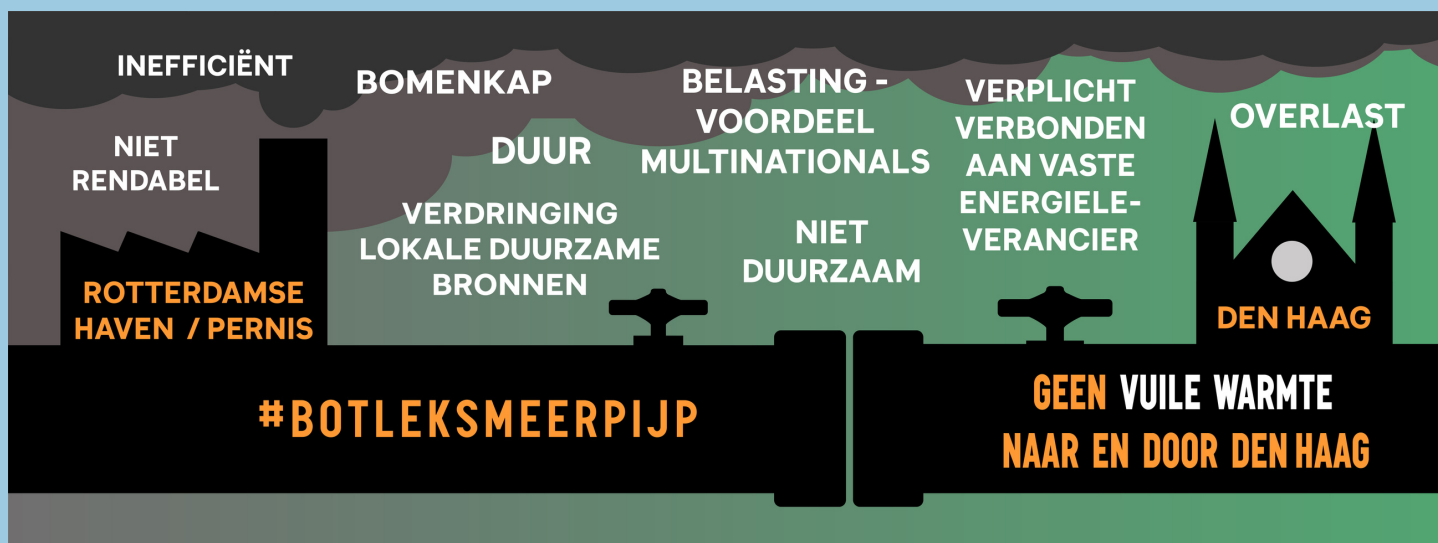 INEFFICIËNT
NIET
RENDABEL
BOMENKAP
DUUR
VERDRINGING
LOKALE DUURZAME
BRONNEN
BELASTING -
VOORDEEL
MULTINATIONALS
NIET
DUURZAAM
VERPLICHT
VERBONDEN
AAN VASTE
ENERGIELE-
VERANCIER
OVERLAST
ROTTERDAMSE
HAVEN / PERNIS
DEN HAAG
#BOTLEKSMEERPIJP
GEEN VUILE WARMTE
NAAR EN DOOR DEN HAAG